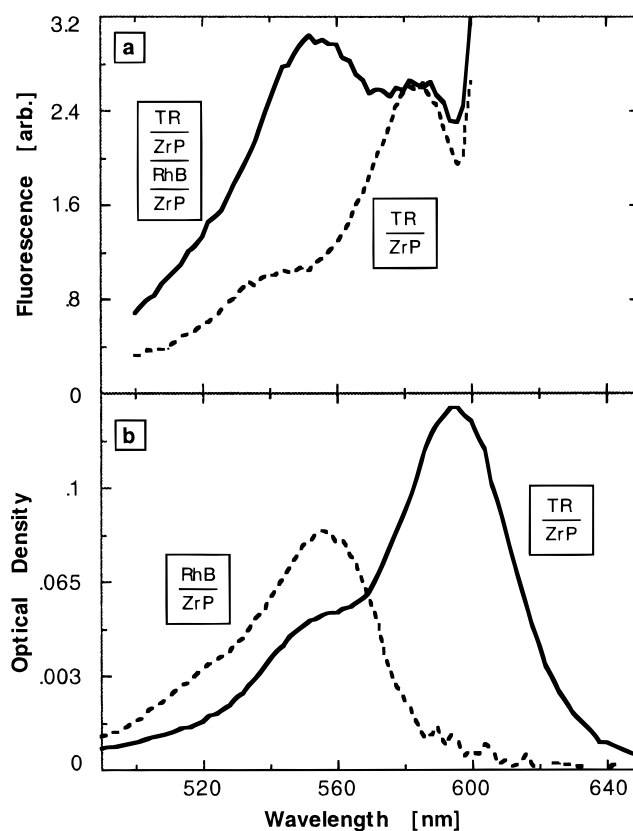 a
3.2
2.4
1.6
.8
0
Fluorescence [arb.]
TR
ZrP
RhB
ZrP
TR
ZrP
b
.1
.065
.003
0
Optical Density
RhB
ZrP
TR
ZrP
520
560
600
640
Wavelength [nm]